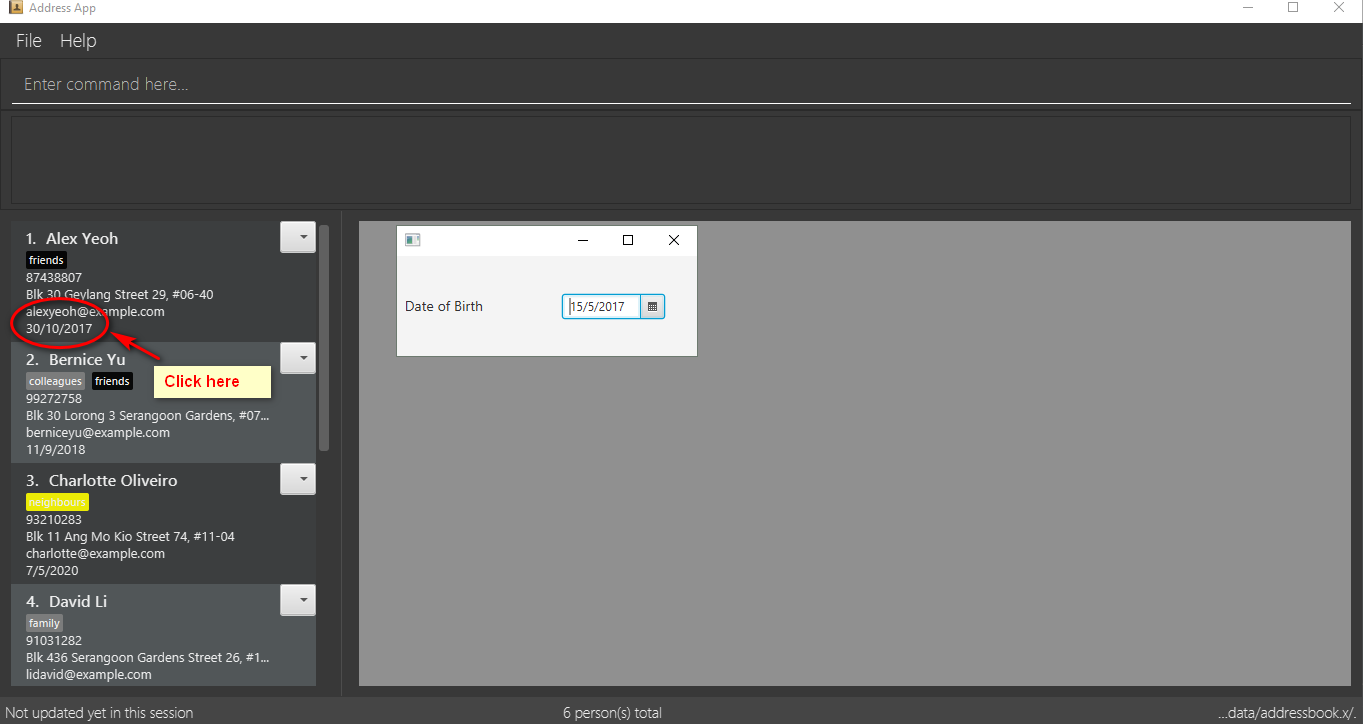 Address App
File Help
Enter command here...
1. Alex Yeoh
friends
87438807
Blk 30 Geylang Street 29, #06-40
alexyeoh@example.com
30/10/2017
Click here
2. Bernice Yu
colleagues friends
99272758
Blk 30 Lorong 3 Serangoon Gardens, #07...
berniceyu@example.com
11/9/2018
3. Charlotte Oliveiro
neighbours
93210283
Blk 11 Ang Mo Kio Street 74, #11-04
charlotte@example.com
7/5/2020
4. David Li
family
91031282
Blk 436 Serangoon Gardens Street 26, #1...
lidavid@example.com
Date of Birth 15/5/2017
Not updated yet in this session 6 person(s) total ...data/addressbook.x/.